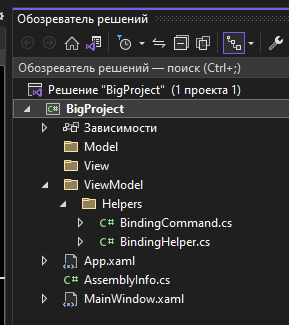 Обозреватель решений
Обозреватель решений — поиск (Ctrl+;)
Решение "BigProject" (1 проекта 1)
C# BigProject
Зависимости
Model
View
ViewModel
Helpers
C# BindingCommand.cs
C# BindingHelper.cs
App.xaml
C# AssemblyInfo.cs
MainWindow.xaml